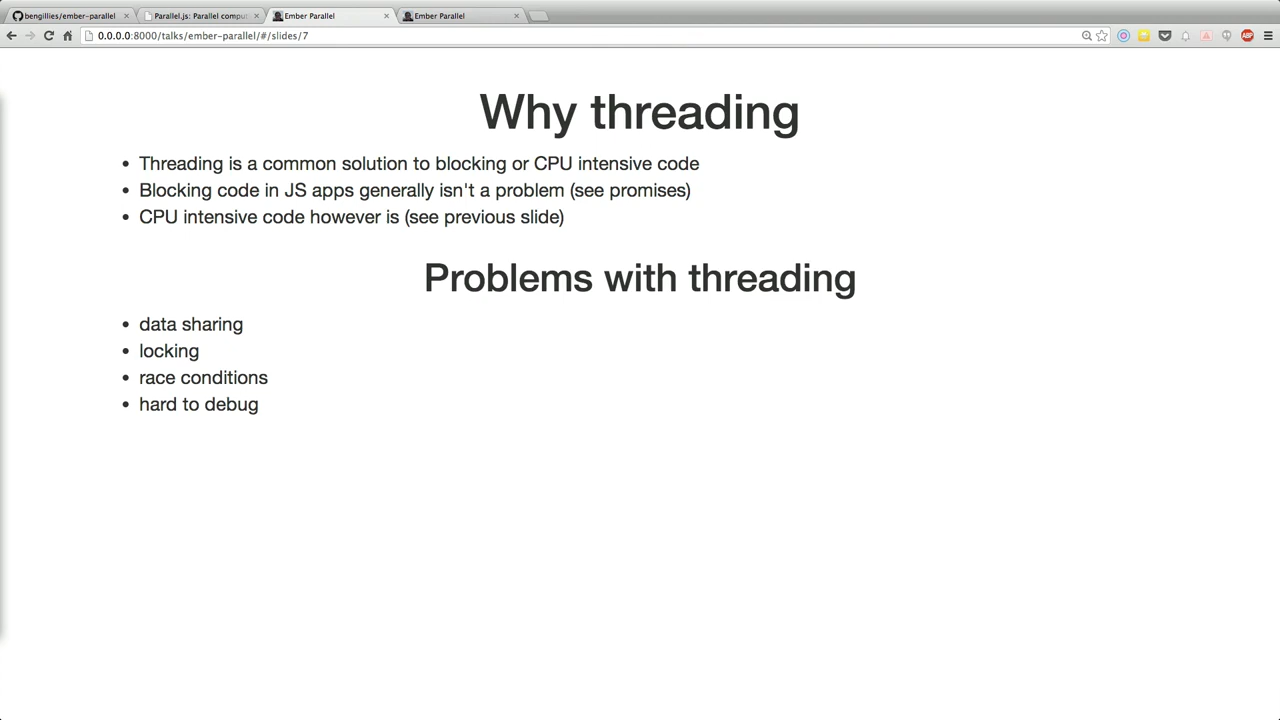 bengillies/ember-parallel
Parallel.js: Parallel comput
Ember Parallel
Ember Parallel
0.0.0.0:8000/talks/ember-parallel/#/slides/7
ABP
Why threading
• Threading is a common solution to blocking or CPU intensive code
• Blocking code in JS apps generally isn't a problem (see promises)
• CPU intensive code however is (see previous slide)
Problems with threading
• data sharing
• locking
• race conditions
• hard to debug